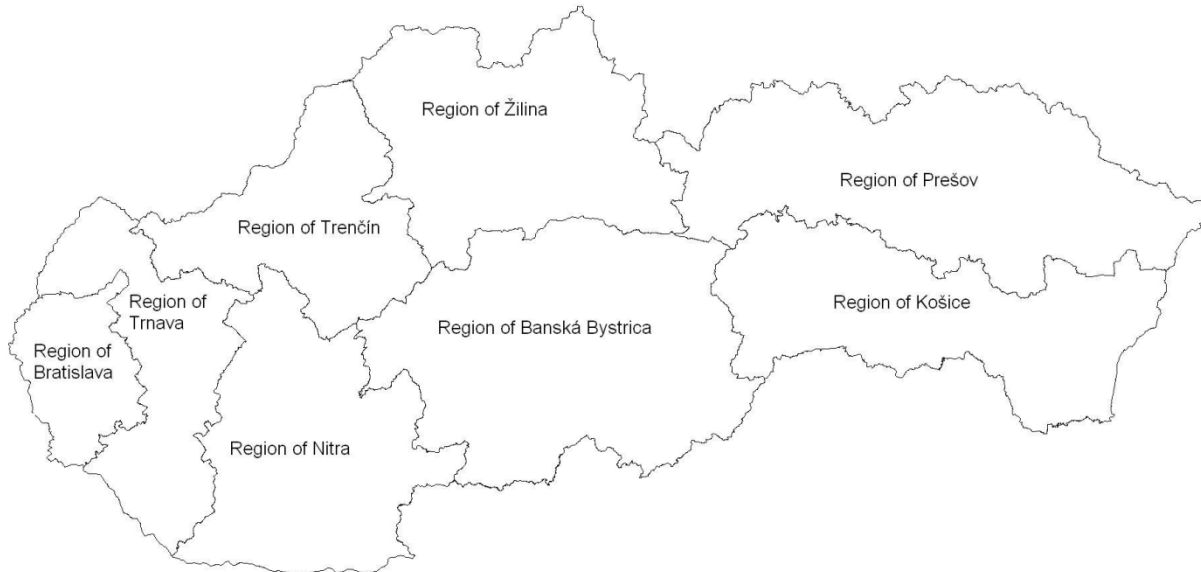 Region of Žilina
Region of Prešov
Region of Trenčín
Region of
Trnava
Region of Košice
Region of Banská Bystrica
Region of
Bratislava
Region of Nitra